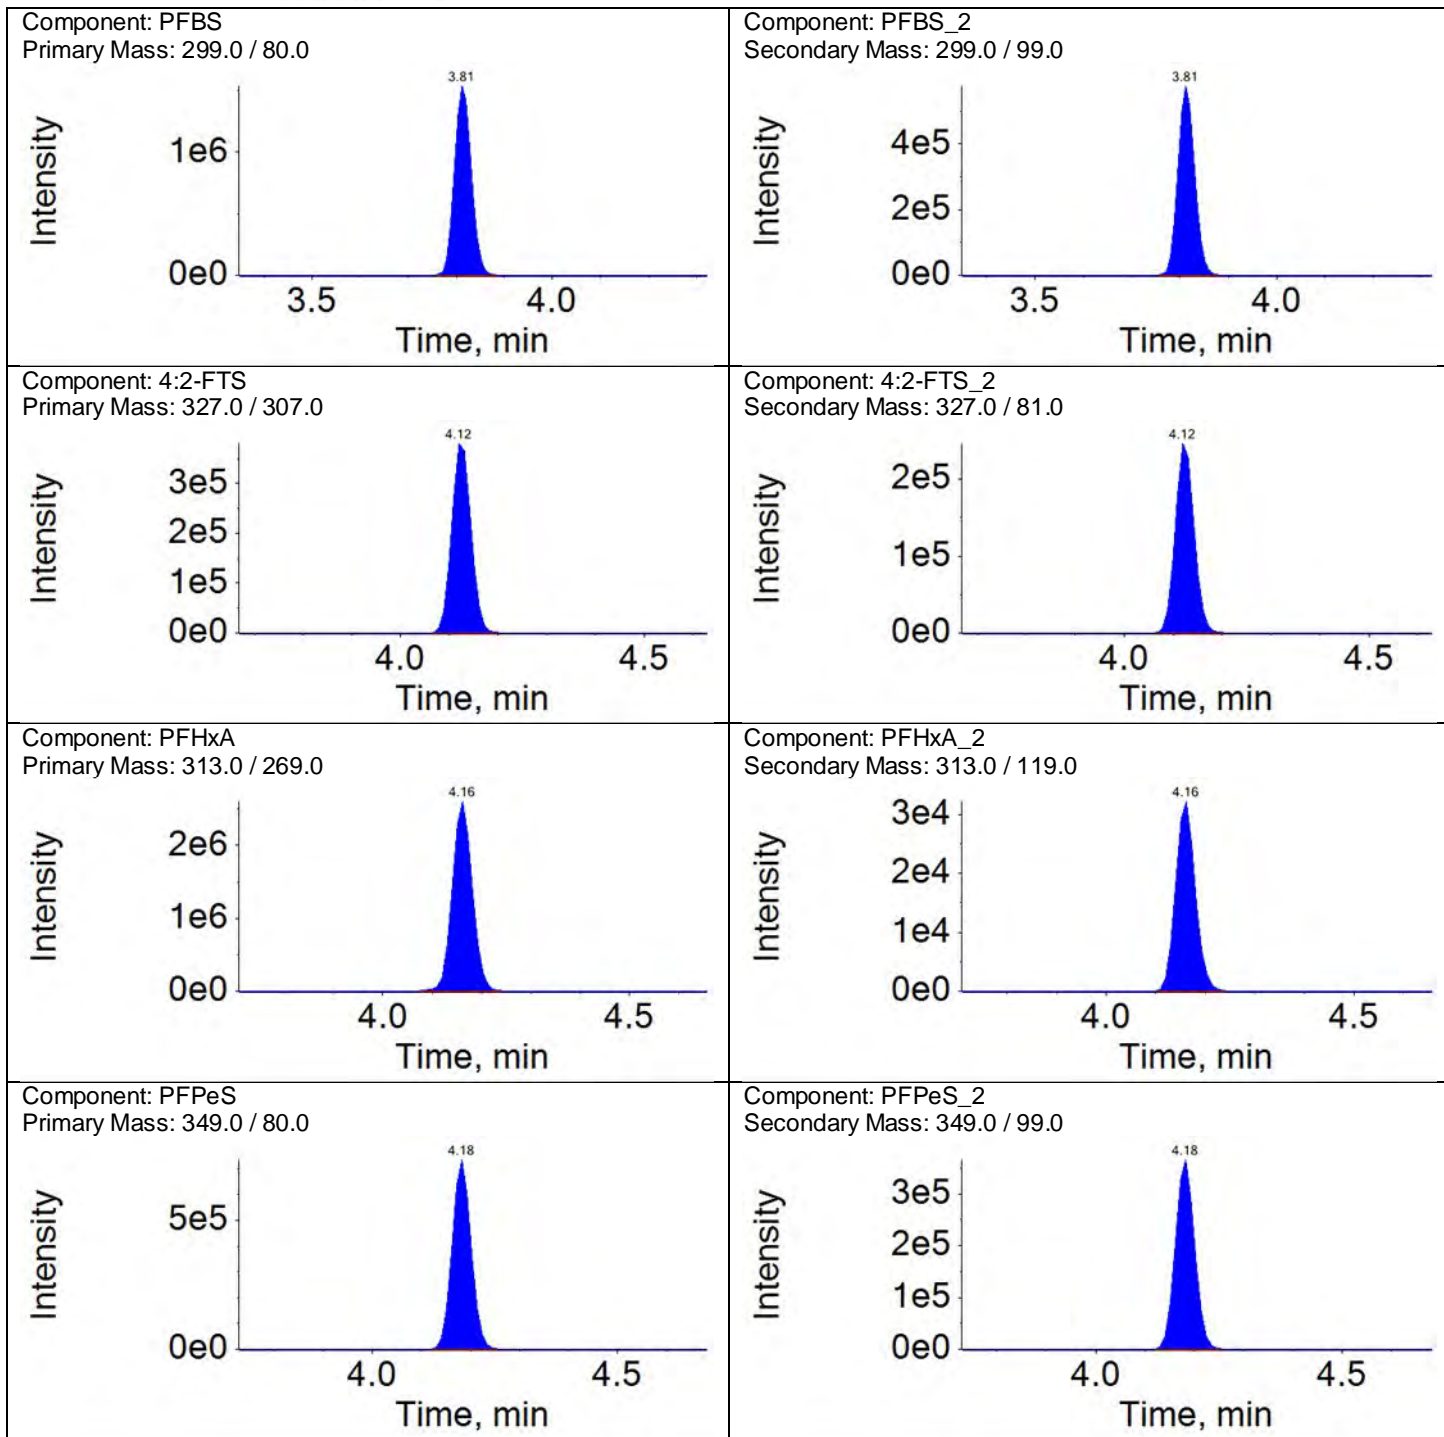 Component: PFBS
Primary Mass: 299.0 / 80.0
3.81
Intensity
1e6
0e0
3.5
4.0
Time, min
Component: PFBS_2
Secondary Mass: 299.0 / 99.0
3.81
Intensity
4e5
2e5
0e0
3.5
4.0
Time, min
Component: 4:2-FTS
Primary Mass: 327.0 / 307.0
4.12
Intensity
3e5
2e5
1e5
0e0
4.0
4.5
Time, min
Component: 4:2-FTS_2
Secondary Mass: 327.0 / 81.0
4.12
Intensity
2e5
1e5
0e0
4.0
4.5
Time, min
Component: PFHxA
Primary Mass: 313.0 / 269.0
4.16
Intensity
2e6
1e6
0e0
4.0
4.5
Time, min
Component: PFHxA_2
Secondary Mass: 313.0 / 119.0
4.16
Intensity
3e4
2e4
1e4
0e0
4.0
4.5
Time, min
Component: PFPeS
Primary Mass: 349.0 / 80.0
4.18
Intensity
5e5
0e0
4.0
4.5
Time, min
Component: PFPeS_2
Secondary Mass: 349.0 / 99.0
4.18
Intensity
3e5
2e5
1e5
0e0
4.0
4.5
Time, min